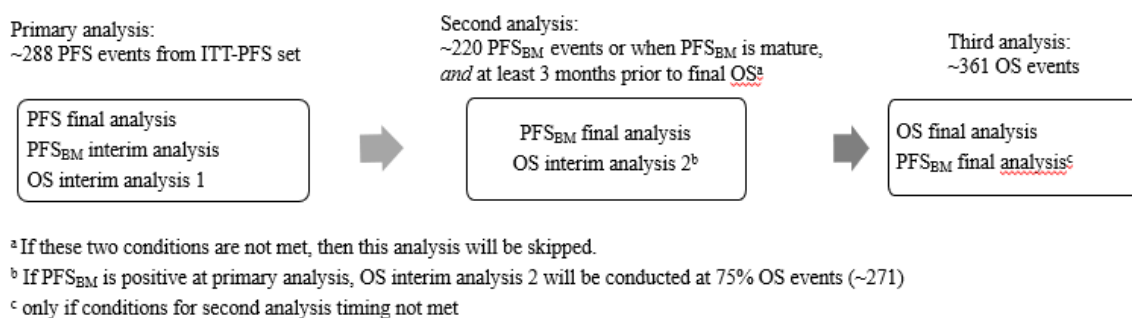 Primary analysis:
~288 PFS events from ITT-PFS set
Second analysis:
~220 PFSBM events or when PFSBM is mature,
and at least 3 months prior to final OSa
Third analysis:
~361 OS events
PFS final analysis
PFSBM interim analysis
OS interim analysis 1
PFSBM final analysis
OS interim analysis 2b
OS final analysis
PFSBM final analysisc
a If these two conditions are not met, then this analysis will be skipped.
b If PFSBM is positive at primary analysis, OS interim analysis 2 will be conducted at 75% OS events (~271)
c only if conditions for second analysis timing not met